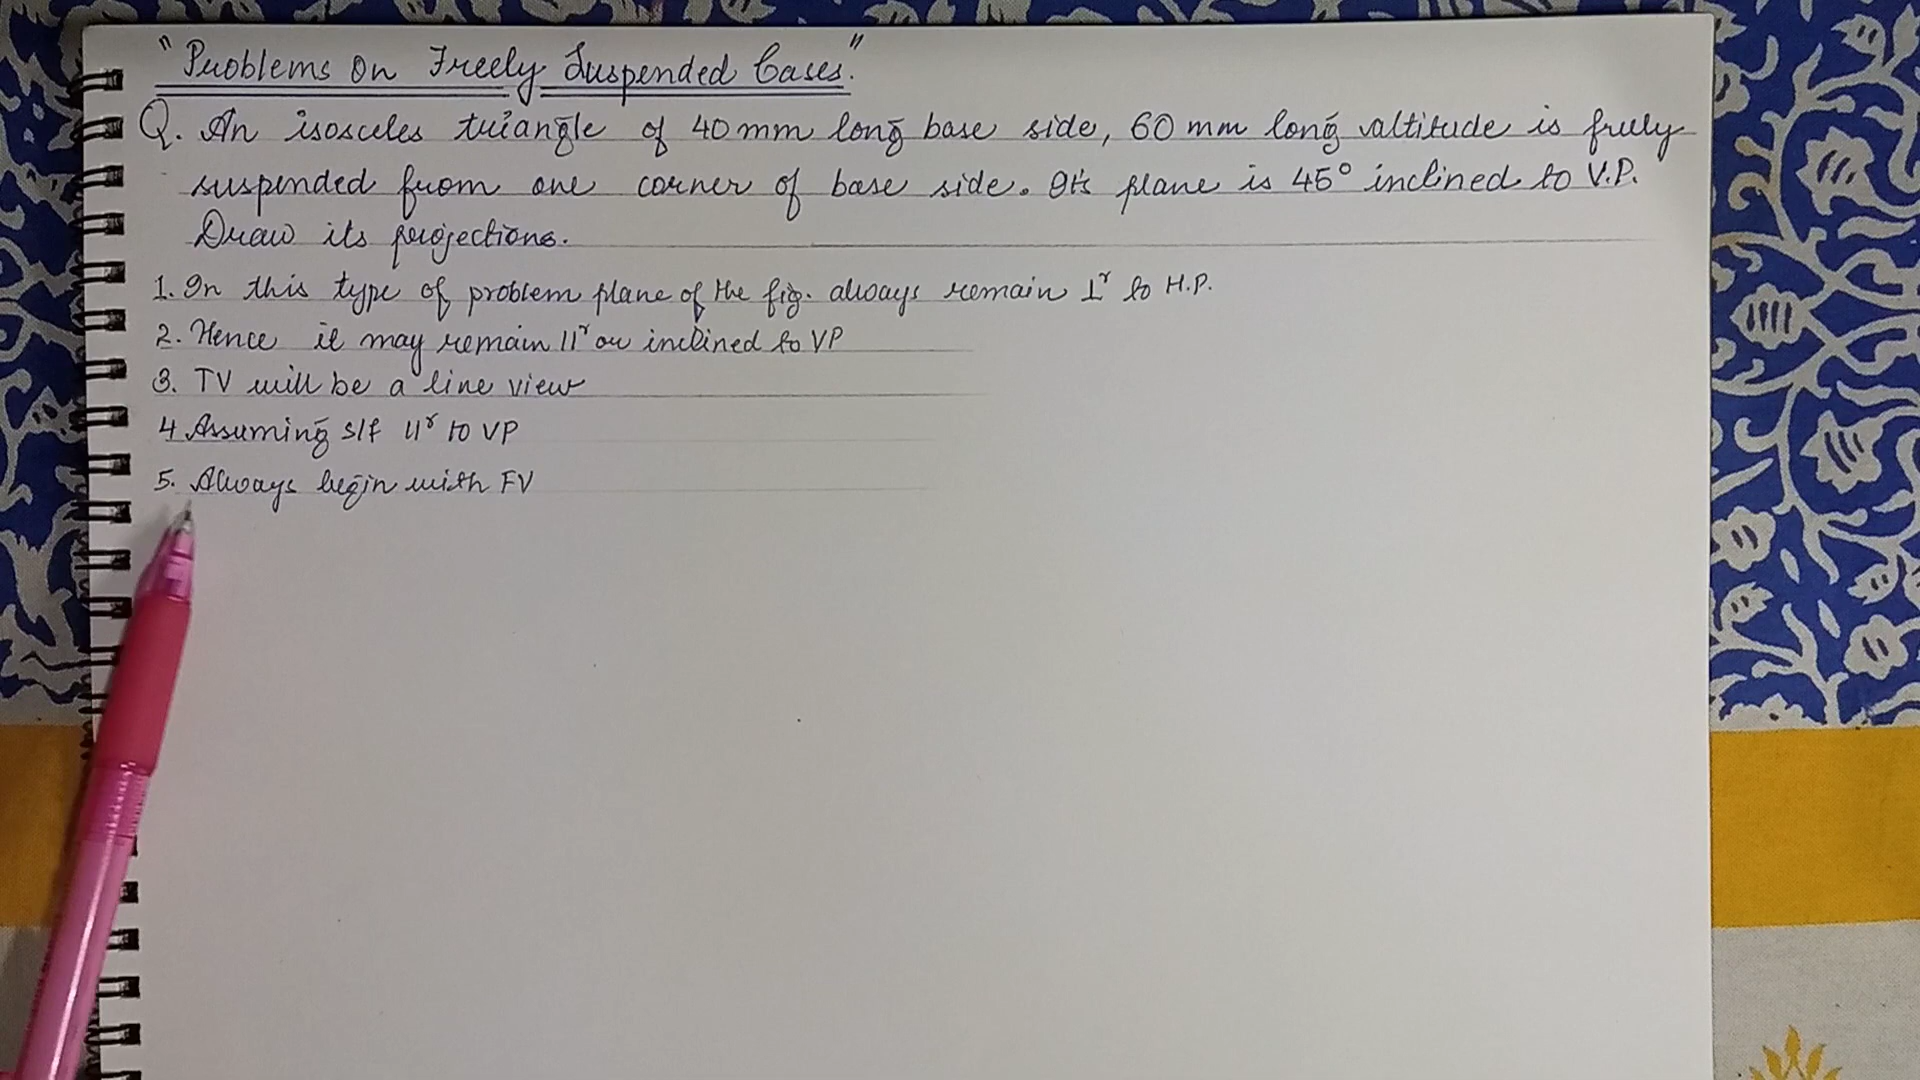 "Problems On Freely Suspended Cases."
Q. An isosceles triangle of 40mm long base side, 60 mm long altitude is freely
suspended from one corner of base side. It's plane is 45° inclined to V.P.
Draw its projections.
1. In this type of problem plane of the fig. always remain ⊥ʳ to H.P.
2. Hence it may remain 11ʳ or inclined to VP
3. TV will be a line view
4 Assuming s/f 11ʳ to VP
5. Always begin with FV